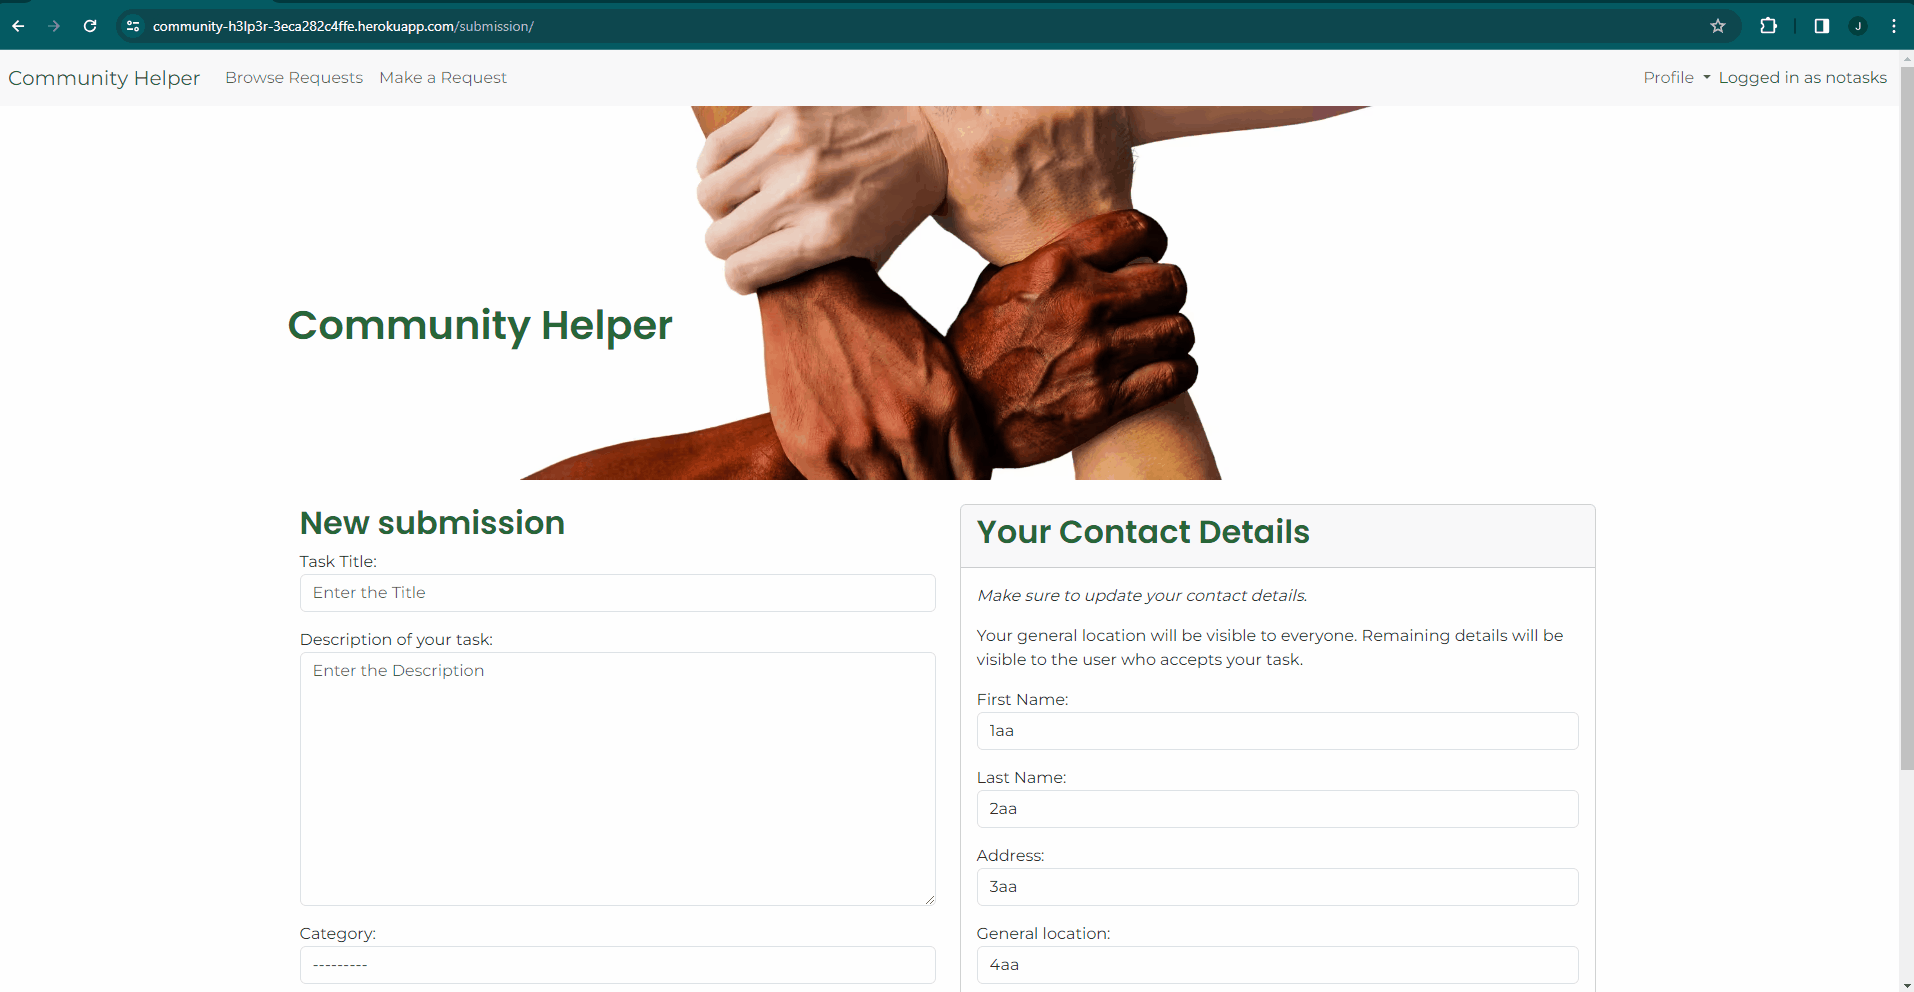 community-h3lp3r-3eca282c4ffe.herokuapp.com/submission/
J
Community Helper
Browse Requests
Make a Request
Profile
Logged in as notasks
Community Helper
New submission
Task Title:
Enter the Title
Description of your task:
Enter the Description
Category:
---------
Your Contact Details
Make sure to update your contact details.
Your general location will be visible to everyone. Remaining details will be
visible to the user who accepts your task.
First Name:
1aa
Last Name:
2aa
Address:
3aa
General location:
4aa